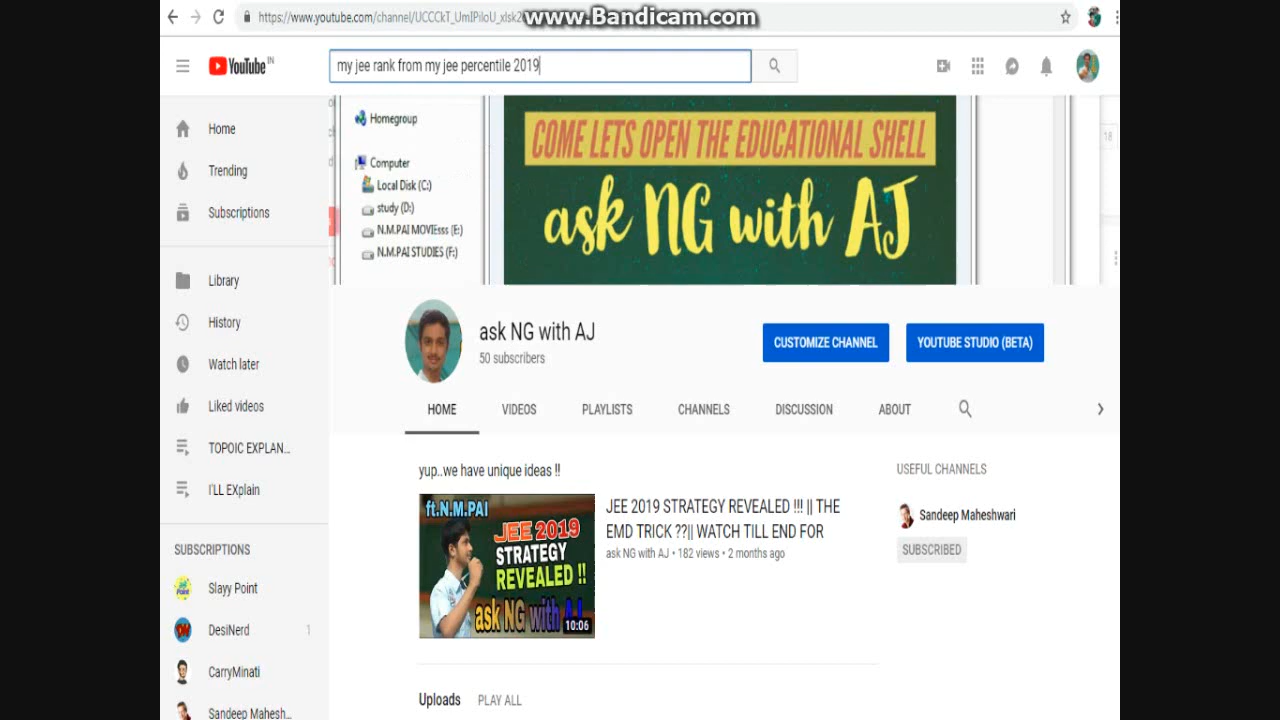 https://www.youtube.com/channel/UCCCkT_UmIPiloU_xlsk2
www.Bandicam.com
YouTube IN
my jee rank from my jee percentile 2019
Home
Trending
Subscriptions
Library
History
Watch later
Liked videos
TOPOIC EXPLAN...
I'LL EXplain
SUBSCRIPTIONS
Slayy Point
DesiNerd 1
CarryMinati
Sandeep Mahesh...
Homegroup
Computer
Local Disk (C:)
study (D:)
N.M.PAI MOVIEsss (E:)
N.M.PAI STUDIES (F:)
COME LETS OPEN THE EDUCATIONAL SHELL
ask NG with AJ
18
ask NG with AJ
50 subscribers
CUSTOMIZE CHANNEL
YOUTUBE STUDIO (BETA)
HOME VIDEOS PLAYLISTS CHANNELS DISCUSSION ABOUT
yup..we have unique ideas !!
ft.N.M.PAI
JEE 2019
STRATEGY
REVEALED !!
ask NG with AJ
10:06
JEE 2019 STRATEGY REVEALED !!! || THE
EMD TRICK ??|| WATCH TILL END FOR
ask NG with AJ • 182 views • 2 months ago
USEFUL CHANNELS
Sandeep Maheshwari
SUBSCRIBED
Uploads PLAY ALL